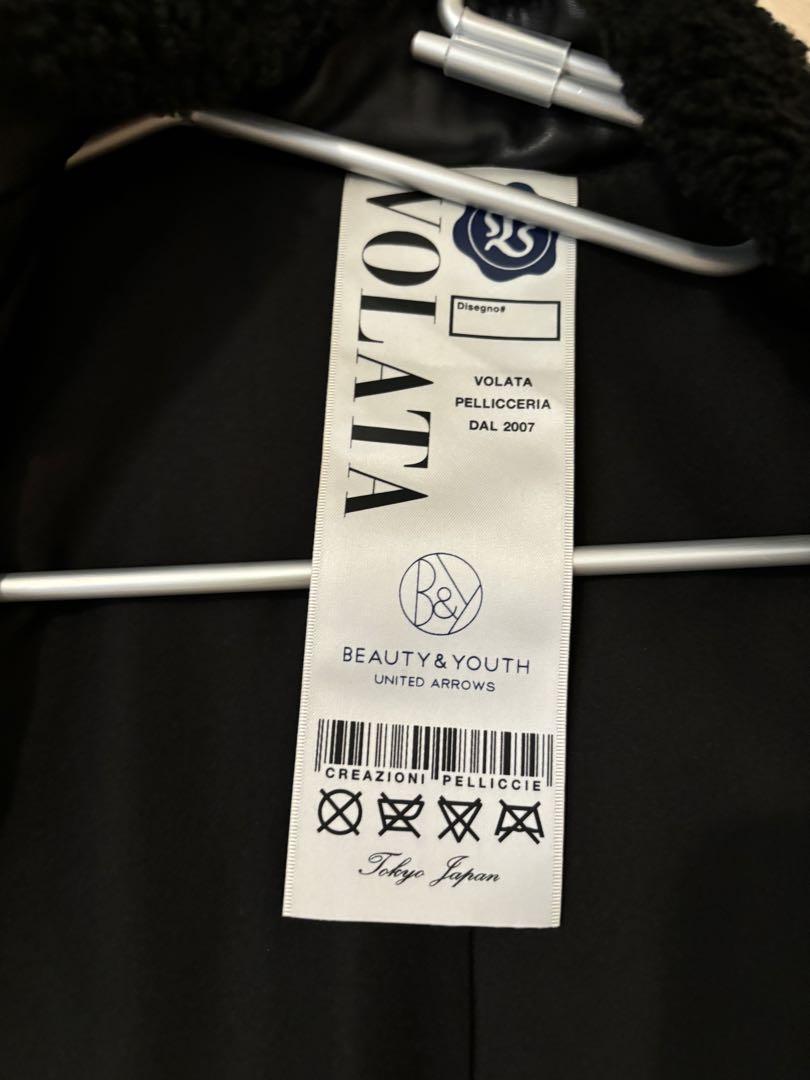 VOLATA
B
Disegno#
VOLATA
PELLICCERIA
DAL 2007
B&Y
BEAUTY & YOUTH
UNITED ARROWS
CREAZIONI PELLICCIE
Tokyo Japan